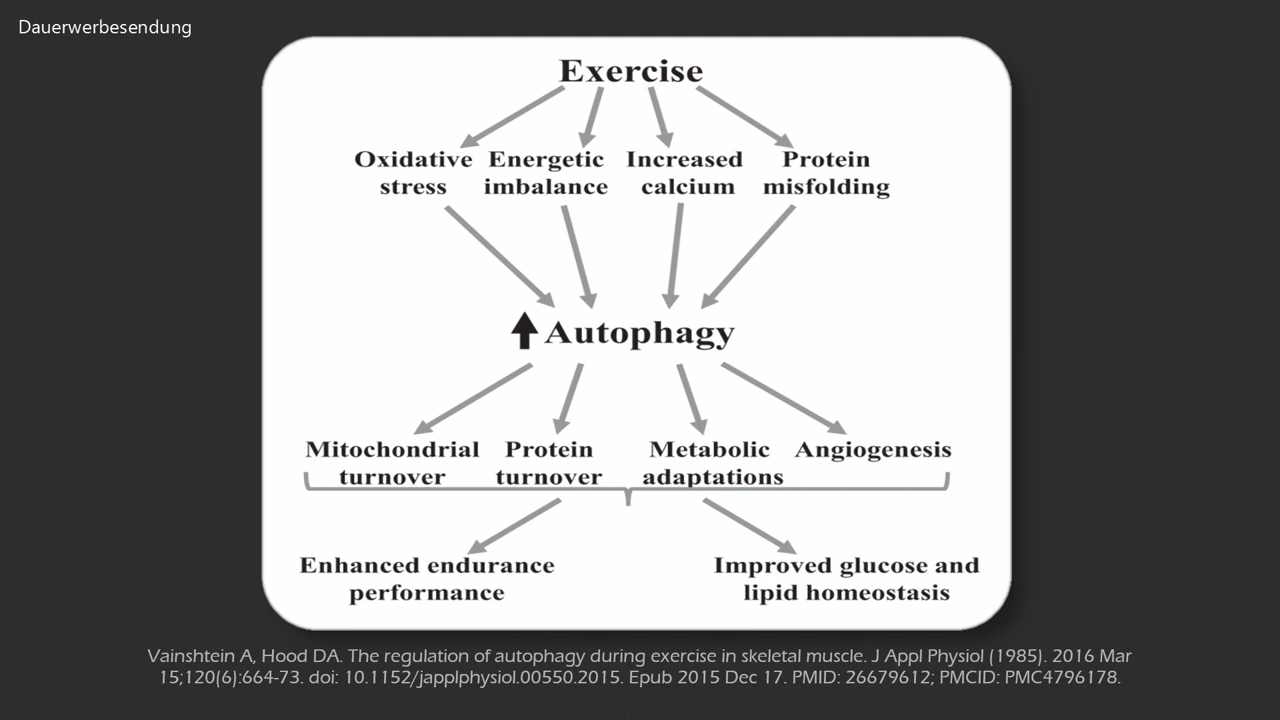 Dauerwerbesendung
Exercise
Oxidative stress
Energetic imbalance
Increased calcium
Protein misfolding
Autophagy
Mitochondrial turnover
Protein turnover
Metabolic adaptations
Angiogenesis
Enhanced endurance performance
Improved glucose and lipid homeostasis
Vainshtein A, Hood DA. The regulation of autophagy during exercise in skeletal muscle. J Appl Physiol (1985). 2016 Mar
15;120(6):664-73. doi: 10.1152/japplphysiol.00550.2015. Epub 2015 Dec 17. PMID: 26679612; PMCID: PMC4796178.